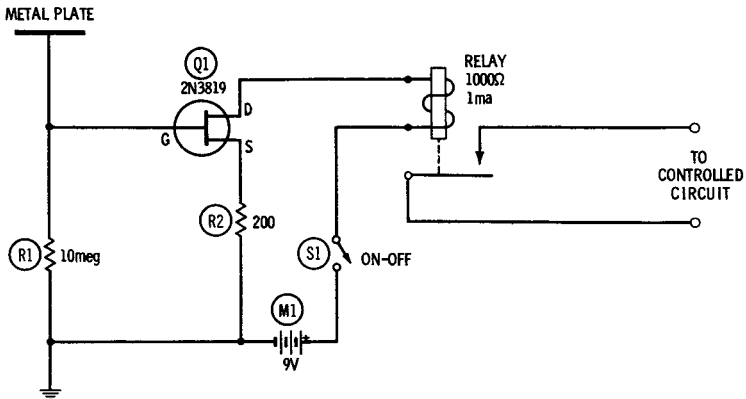 METAL PLATE
Q1
2N3819
D
G
S
RELAY
1000Ω
1ma
TO
CONTROLLED
CIRCUIT
R2
200
R1
10meg
S1
ON-OFF
M1
+
9V